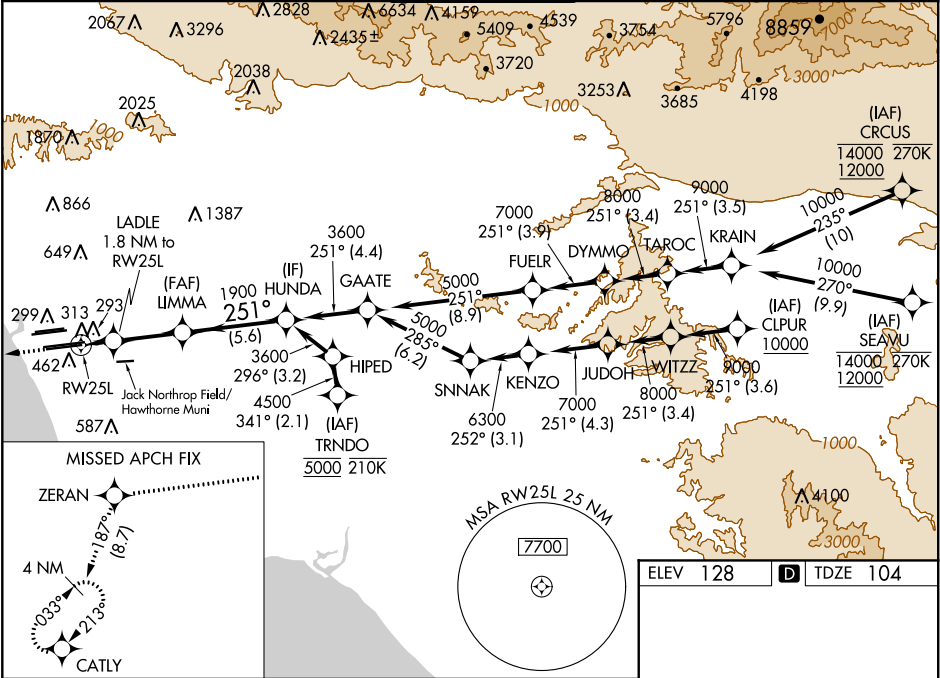 2067
3296
2828
2435±
6634
4159
5409
4539
3720
3754
5796
8859
7000
3000
2038
2025
1870
1000
1000
3253
3685
4198
(IAF)
CRCUS
14000 270K
12000
866
1387
649
LADLE
1.8 NM to
RW25L
3600
251° (4.4)
7000
251° (3.9)
8000
251° (3.4)
9000
251° (3.5)
10000
235°
(10)
(FAF)
LIMMA
1900
251°
(5.6)
(IF)
HUNDA
GAATE
FUELR
DYMMO
TAROC
KRAIN
5000
251°
(8.9)
10000
270°
(9.9)
299
313
293
462
RW25L
Jack Northrop Field/
Hawthorne Muni
587
3600
296° (3.2)
HIPED
4500
341° (2.1)
(IAF)
TRNDO
5000 210K
5000
285°
(6.2)
SNNAK
KENZO
JUDOH
WITZZ
(IAF)
CLPUR
10000
(IAF)
SEAVU
14000 270K
12000
6300
252° (3.1)
7000
251° (4.3)
8000
251° (3.4)
9000
251° (3.6)
1000
4100
3000
MISSED APCH FIX
ZERAN
187°
(8.7)
4 NM
033°
213°
CATLY
MSA RW25L 25 NM
7700
ELEV 128 D TDZE 104